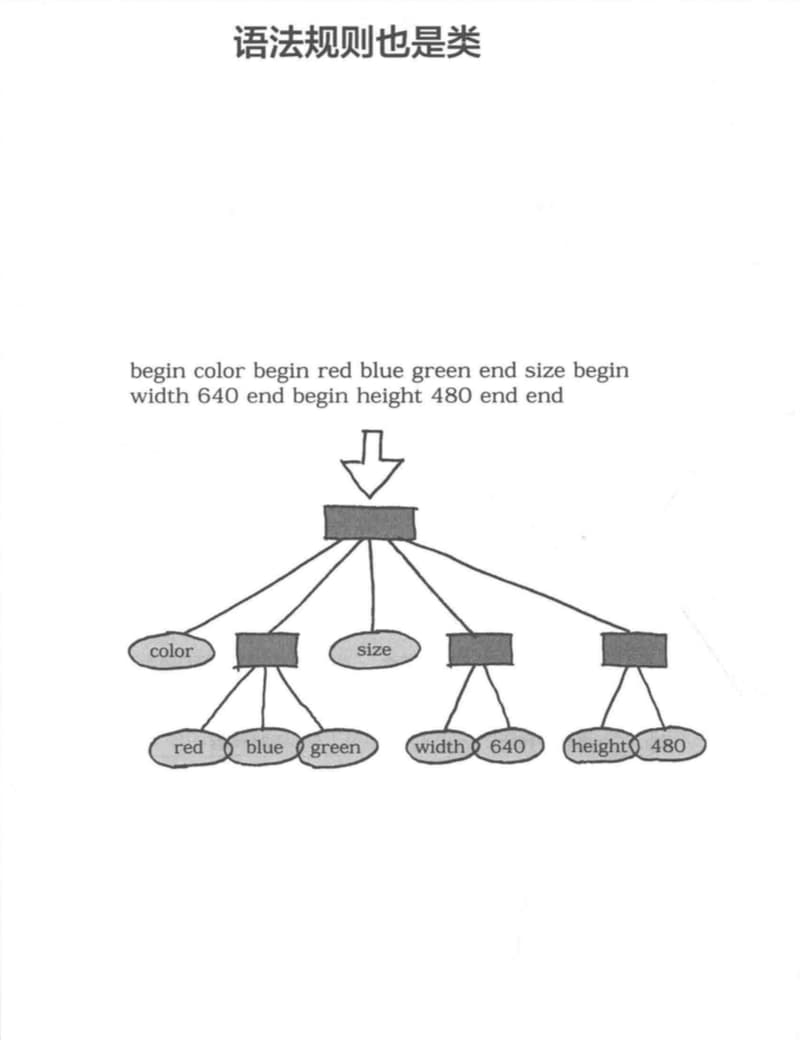 语法规则也是类
begin color begin red blue green end size begin
width 640 end begin height 480 end end
color
size
red
blue
green
width
640
height
480